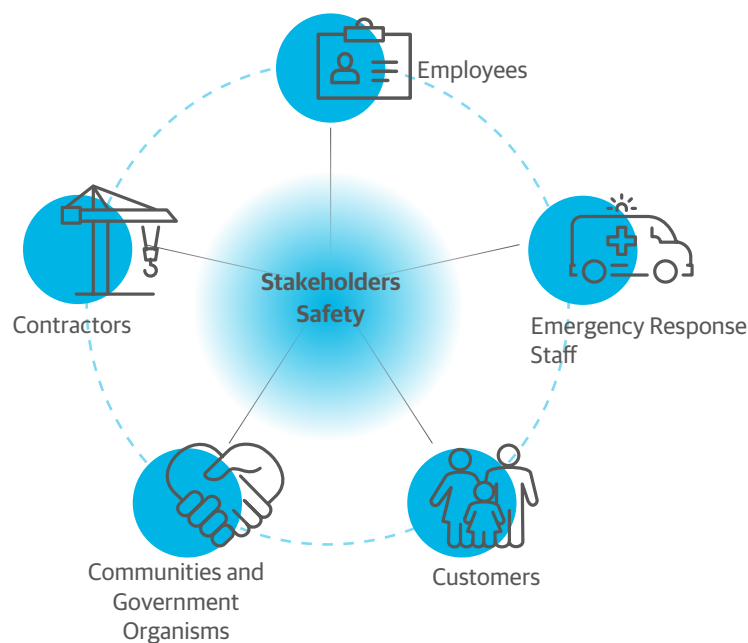 Employees
Stakeholders
Safety
Contractors
Emergency Response
Staff
Communities and
Government
Organisms
Customers